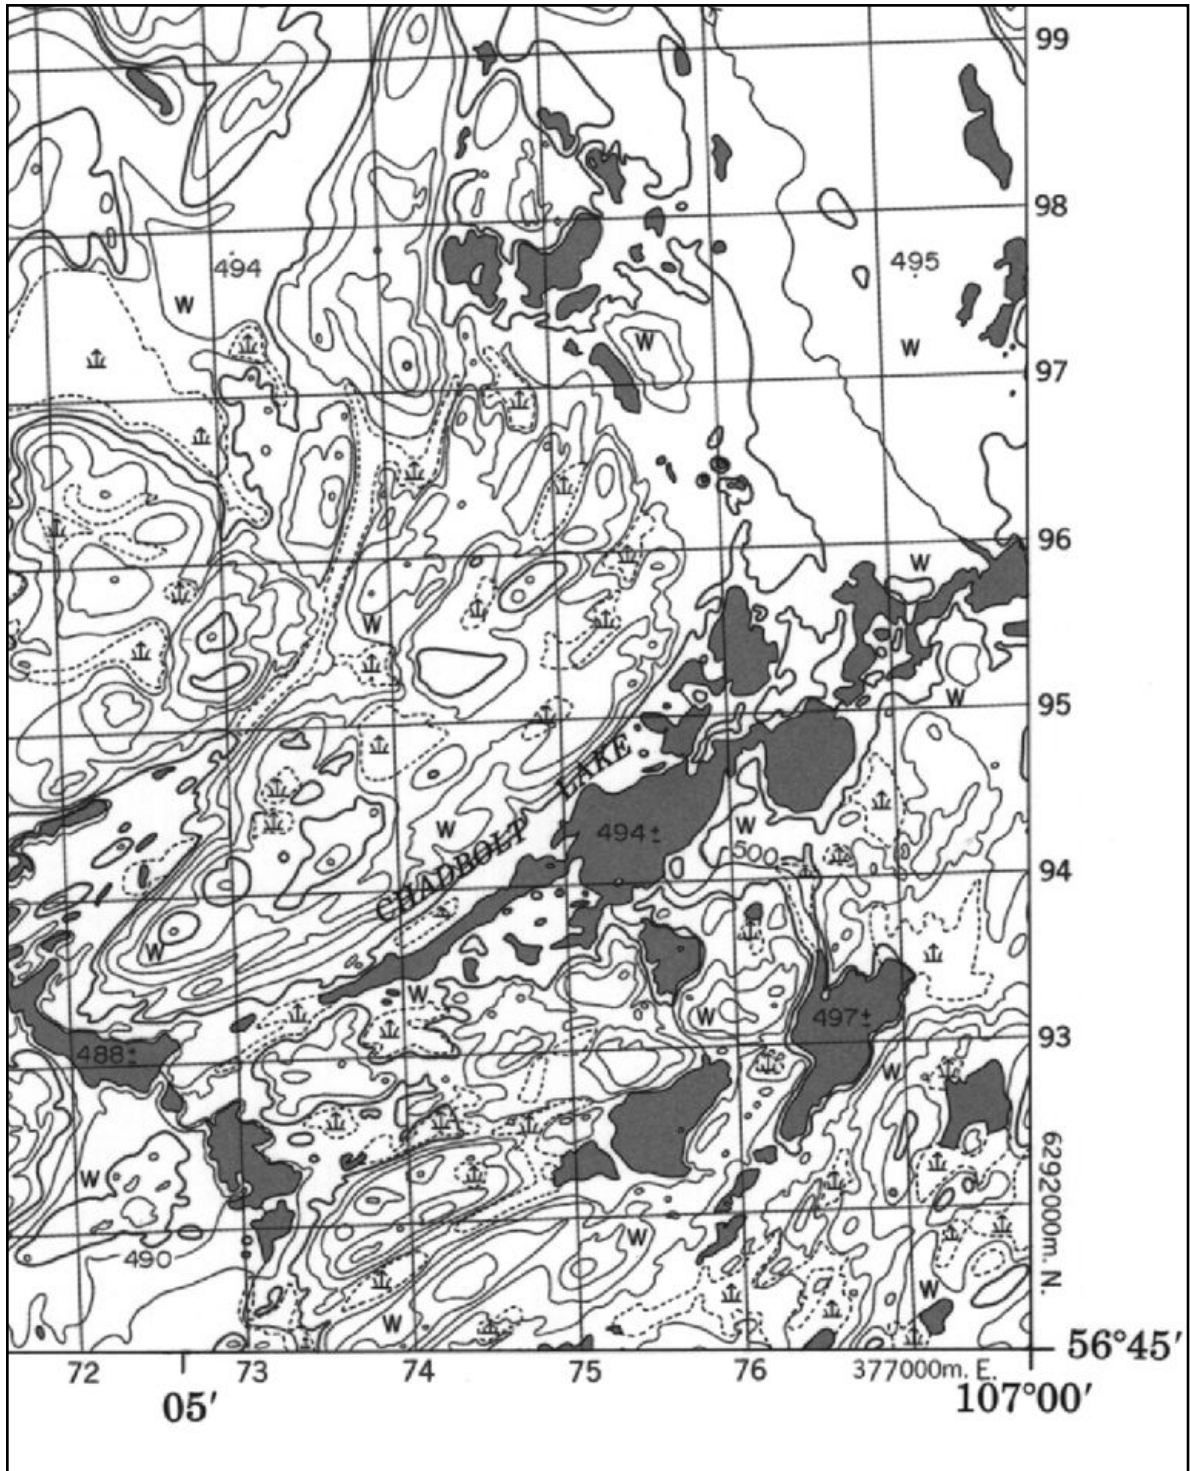 99
98
494
495
W
W
W
97
96
W
W
95
W
CHADBOLT LAKE
W
494±
W
500
94
W
W
W
497±
488±
93
W
W
W
490
6292000m. N.
W
W
56°45'
72
73
74
75
76
377000m. E.
05'
107°00'